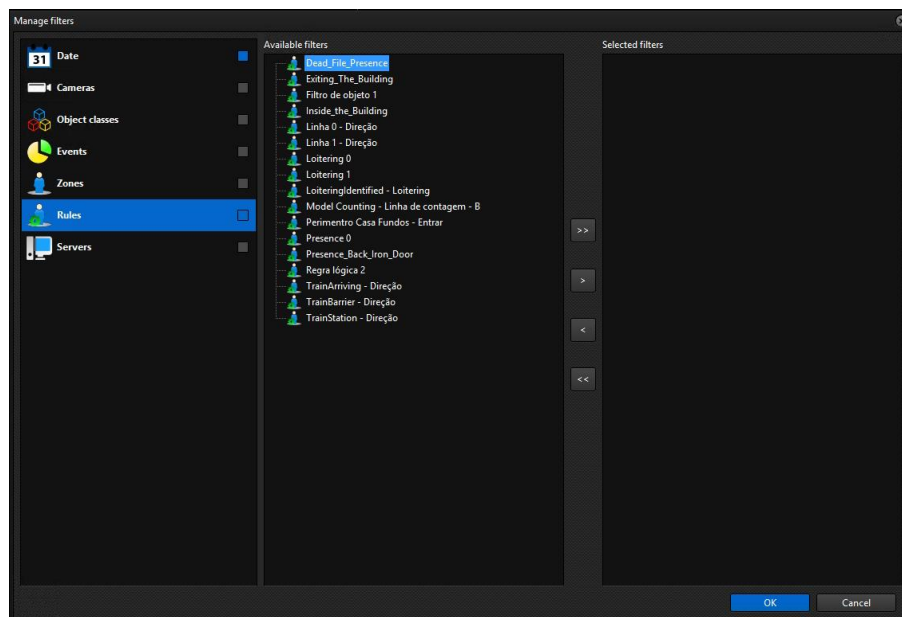 Manage filters
31 Date
Cameras
Object classes
Events
Zones
Rules
Servers
Available filters
Dead_File_Presence
Exiting_The_Building
Filtro de objeto 1
Inside_the_Building
Linha 0 - Direção
Linha 1 - Direção
Loitering 0
Loitering 1
LoiteringIdentified - Loitering
Model Counting - Linha de contagem - B
Perimentro Casa Fundos - Entrar
Presence 0
Presence_Back_Iron_Door
Regra lógica 2
TrainArriving - Direção
TrainBarrier - Direção
TrainStation - Direção
>>
>
<
<<
Selected filters
OK
Cancel